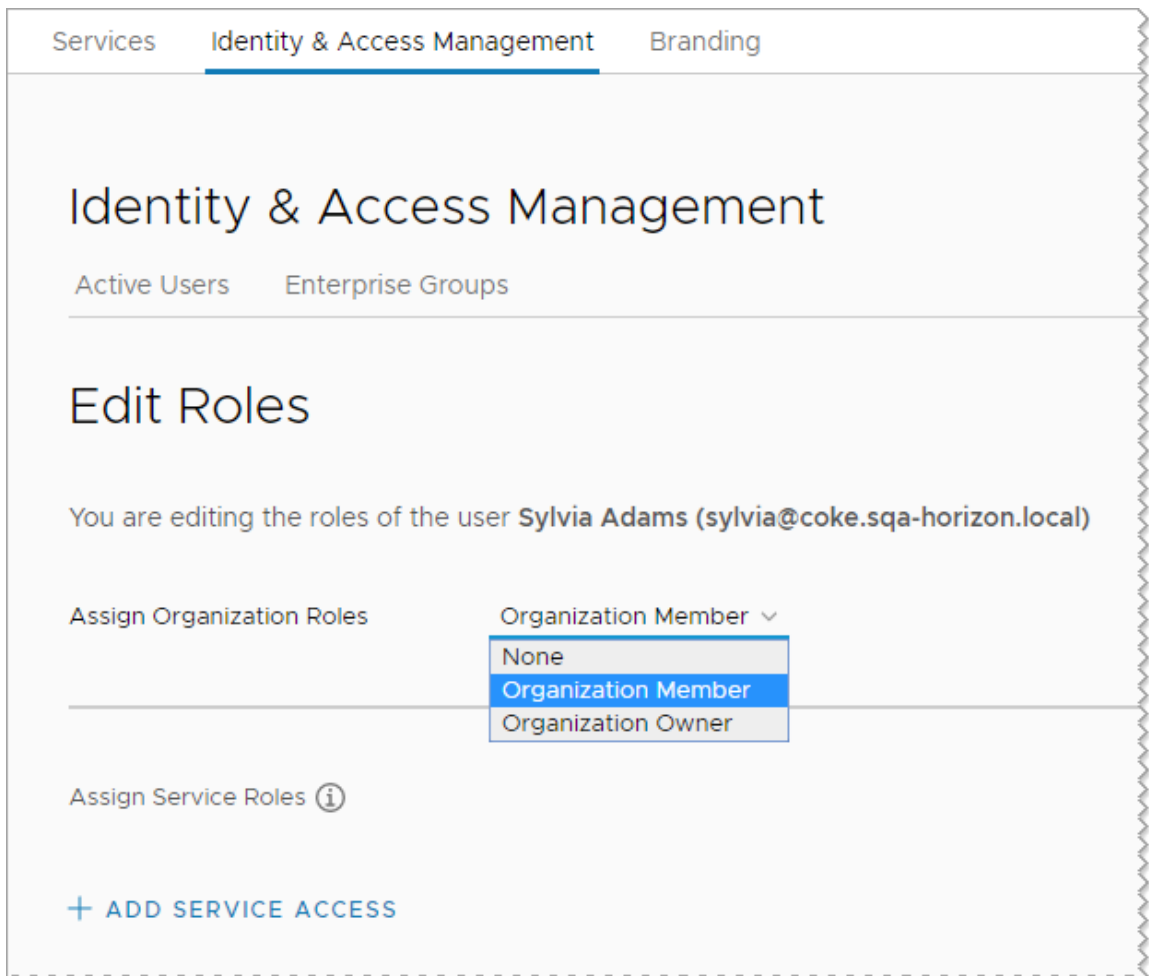 Services Identity & Access Management Branding
Identity & Access Management
Active Users Enterprise Groups
Edit Roles
You are editing the roles of the user Sylvia Adams (sylvia@coke.sqa-horizon.local)
Assign Organization Roles Organization Member
None
Organization Member
Organization Owner
Assign Service Roles
+ ADD SERVICE ACCESS